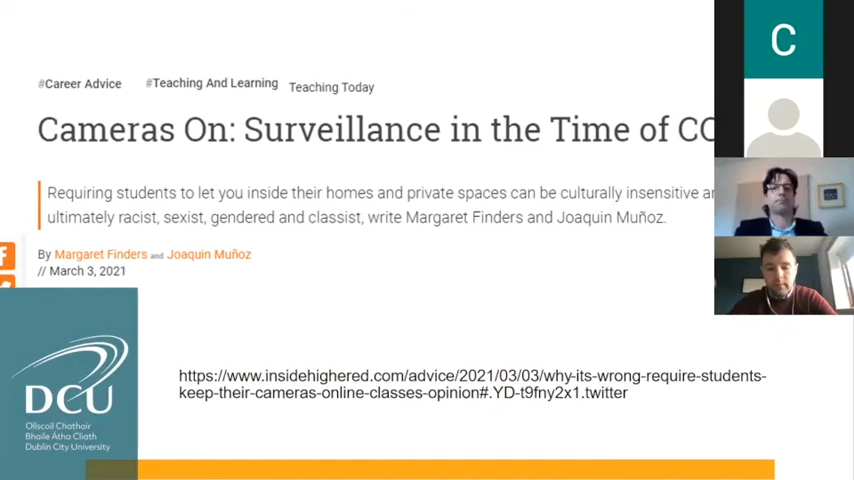 C
#Career Advice #Teaching And Learning Teaching Today
Cameras On: Surveillance in the Time of CO
Requiring students to let you inside their homes and private spaces can be culturally insensitive
ultimately racist, sexist, gendered and classist, write Margaret Finders and Joaquin Muñoz.
By Margaret Finders and Joaquin Muñoz
// March 3, 2021
https://www.insidehighered.com/advice/2021/03/03/why-its-wrong-require-students-
keep-their-cameras-online-classes-opinion#.YD-t9fny2x1.twitter
DCU
Ollscoil Chathair
Bhaile Átha Cliath
Dublin City University